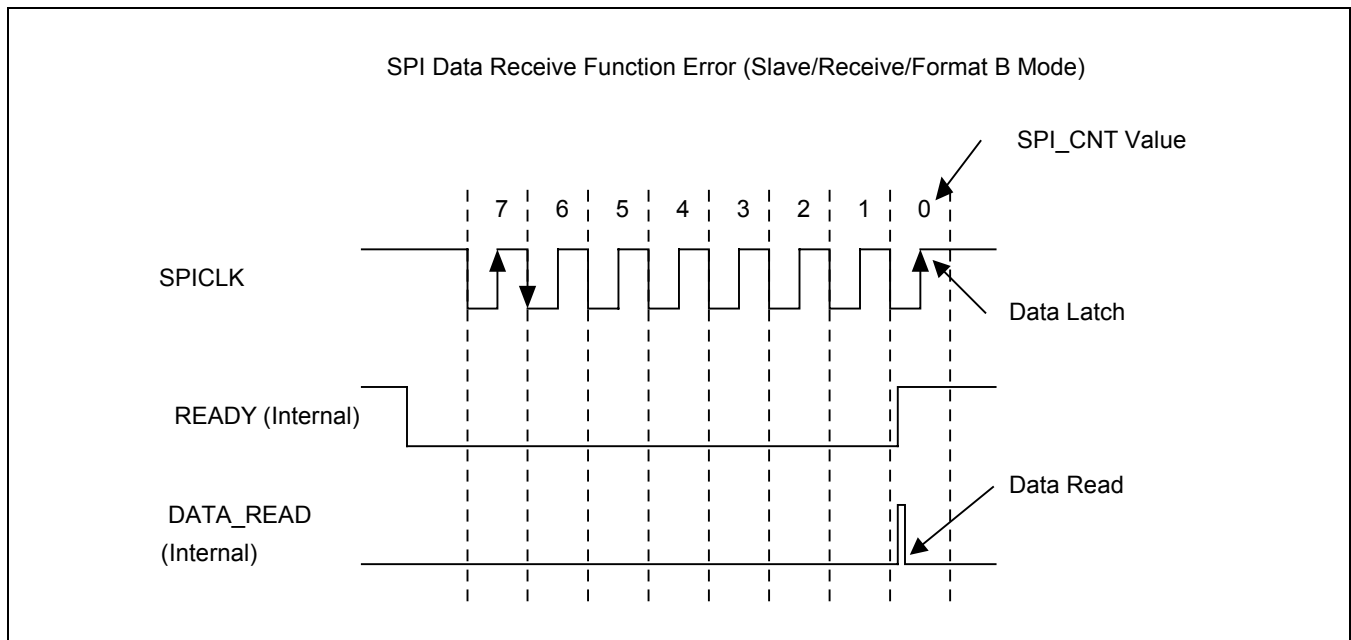 SPI Data Receive Function Error (Slave/Receive/Format B Mode)
SPI_CNT Value
7 6 5 4 3 2 1 0
SPICLK
Data Latch
READY (Internal)
Data Read
DATA_READ
(Internal)